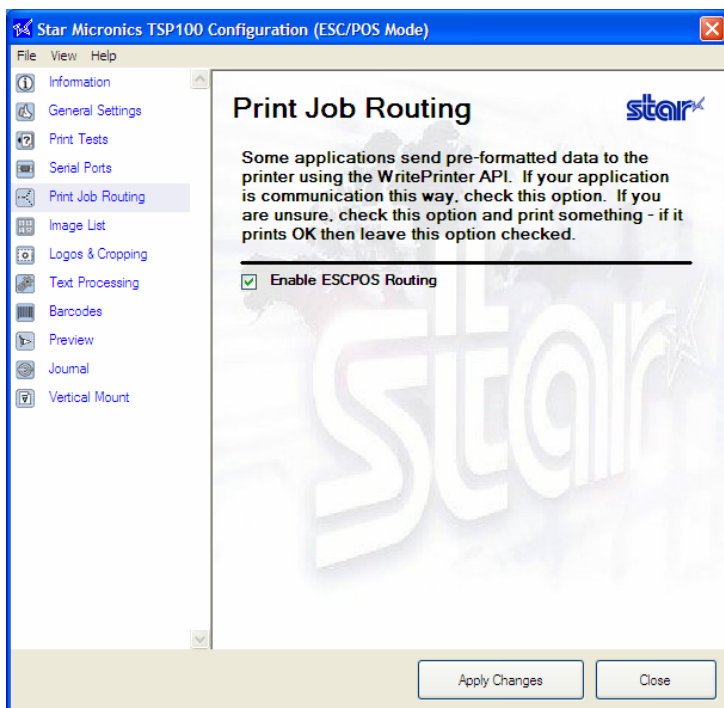 Star Micronics TSP100 Configuration (ESC/POS Mode)
File View Help
Information
General Settings
Print Tests
Serial Ports
Print Job Routing
Image List
Logos & Cropping
Text Processing
Barcodes
Preview
Journal
Vertical Mount
Print Job Routing
star
Some applications send pre-formatted data to the
printer using the WritePrinter API. If your application
is communication this way, check this option. If you
are unsure, check this option and print something - if it
prints OK then leave this option checked.
Enable ESCPOS Routing
star
Apply Changes Close